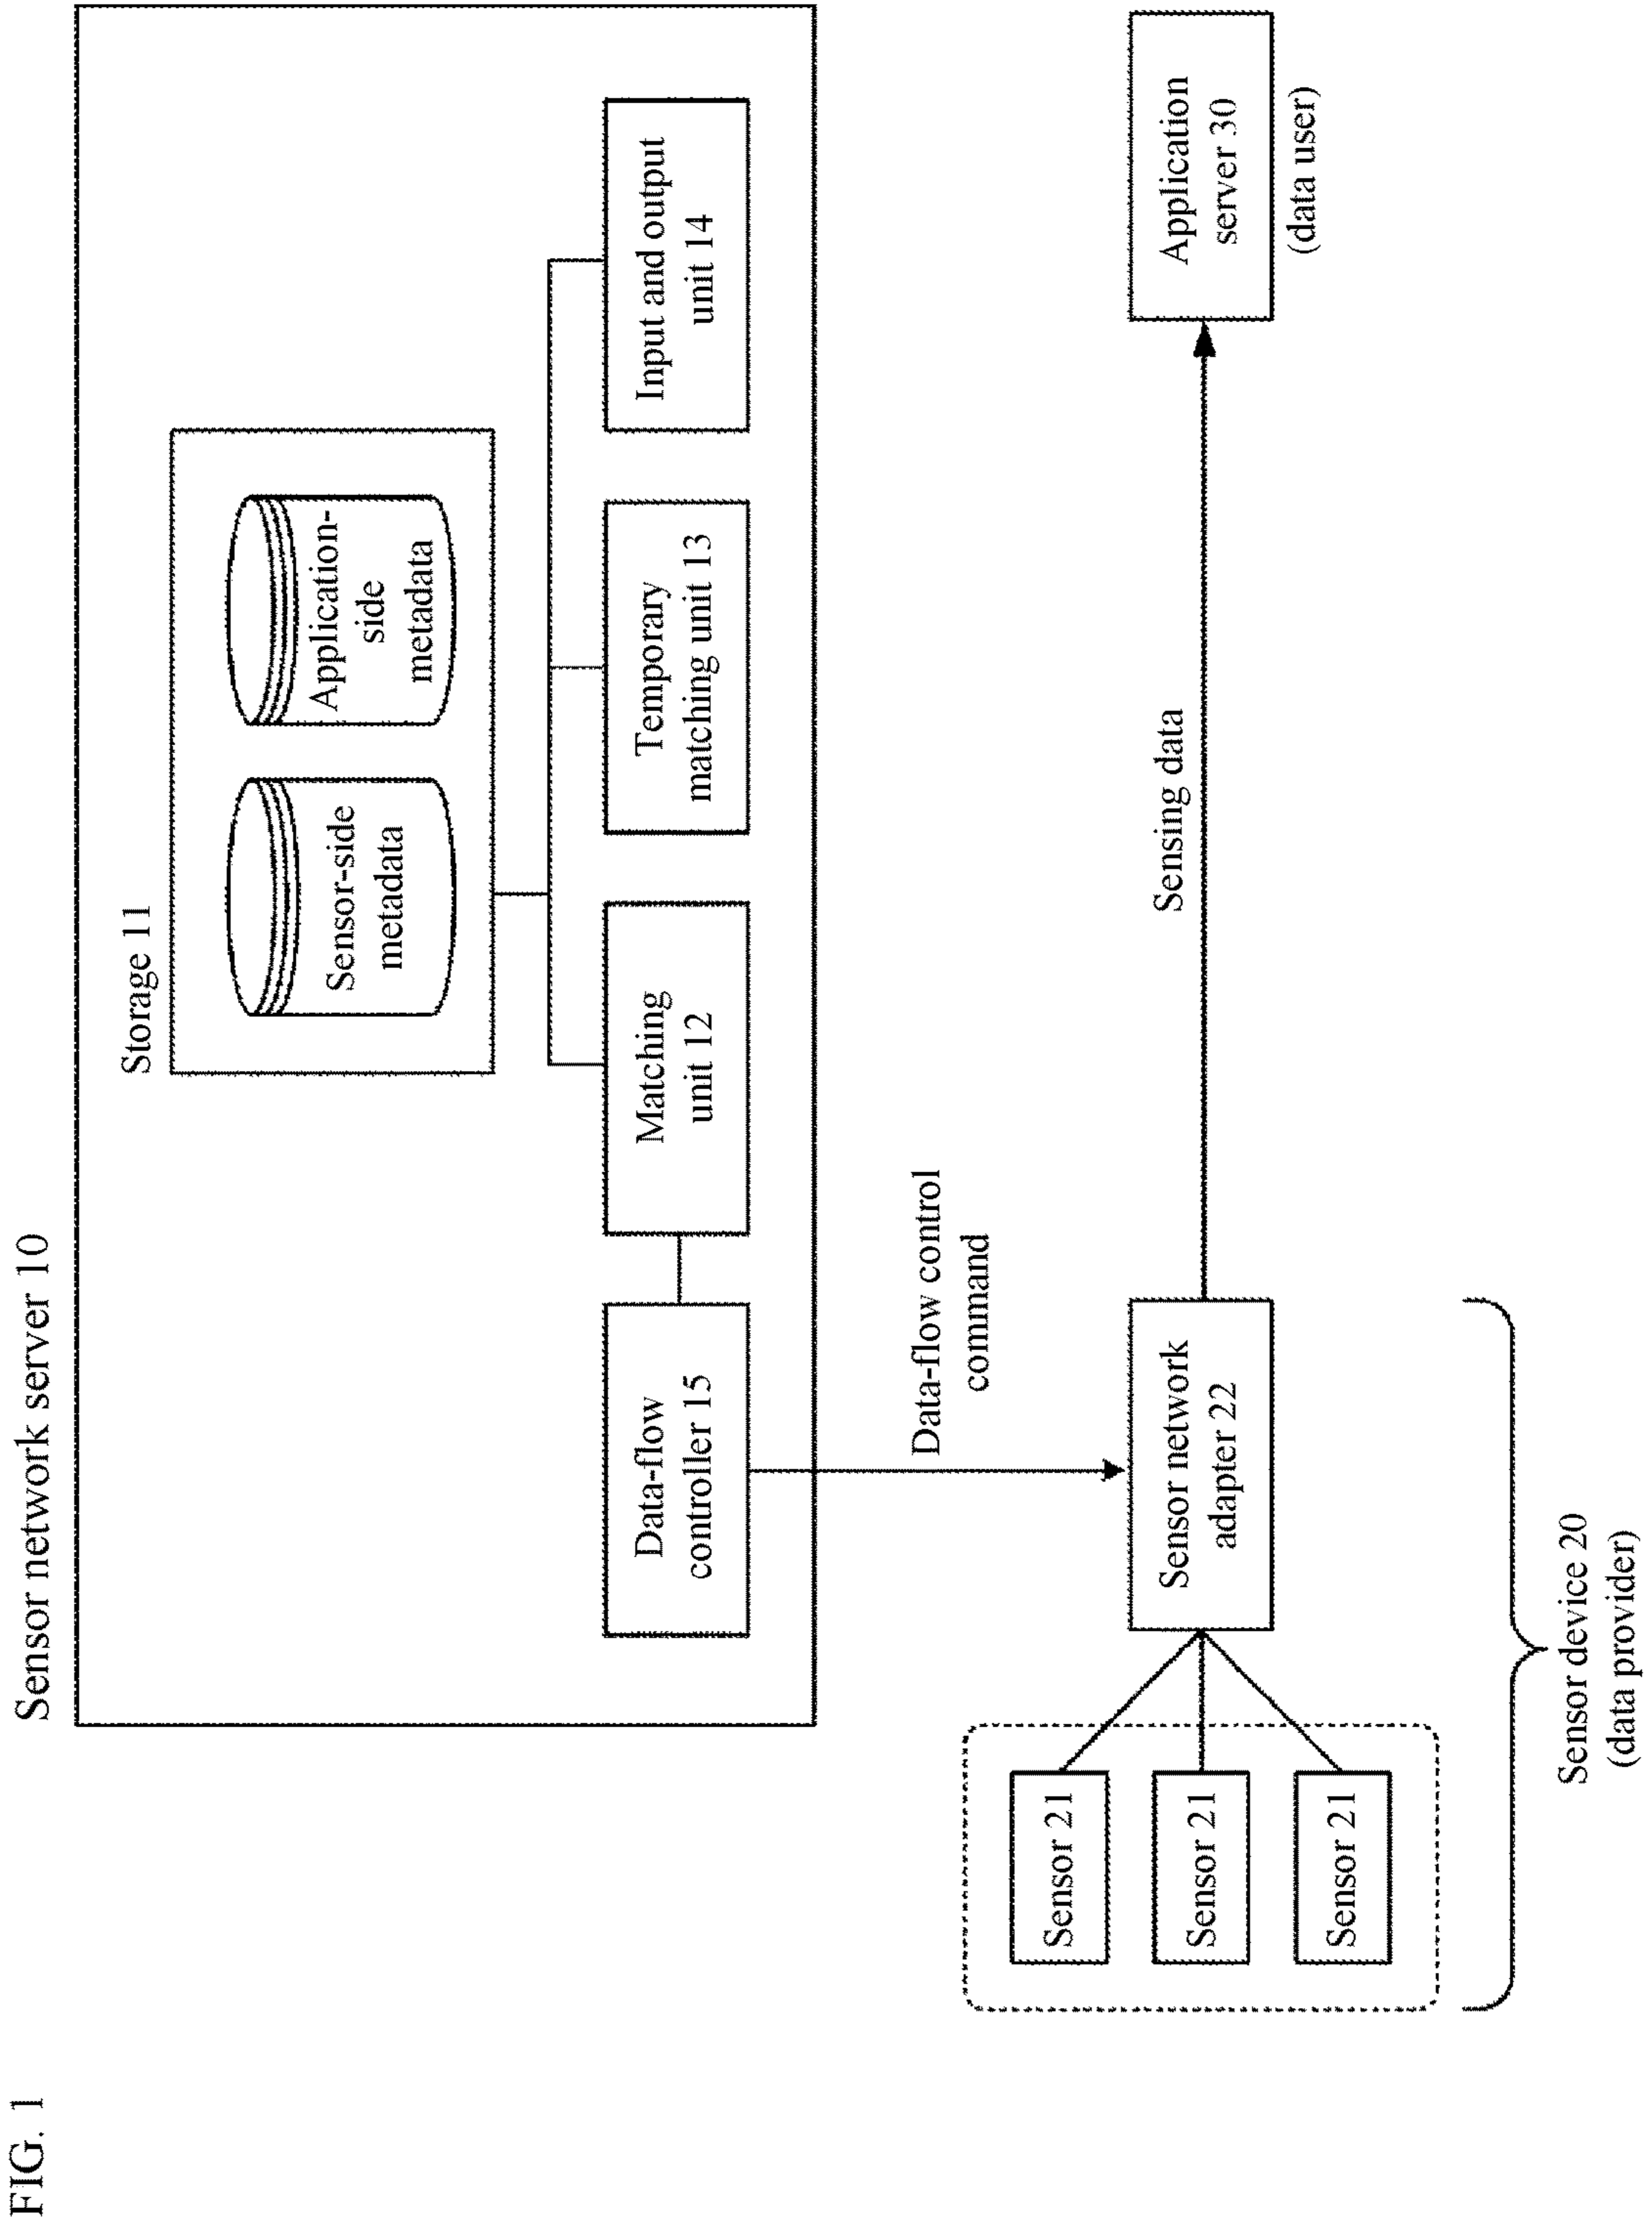 FIG. 1
Sensor network server 10
Storage 11
Sensor-side
metadata
Application-
side
metadata
Data-flow
controller 15
Matching
unit 12
Temporary
matching unit 13
Input and output
unit 14
Data-flow control
command
Sensor 21
Sensor 21
Sensor 21
Sensor network
adapter 22
Sensing data
Application
server 30
(data user)
Sensor device 20
(data provider)